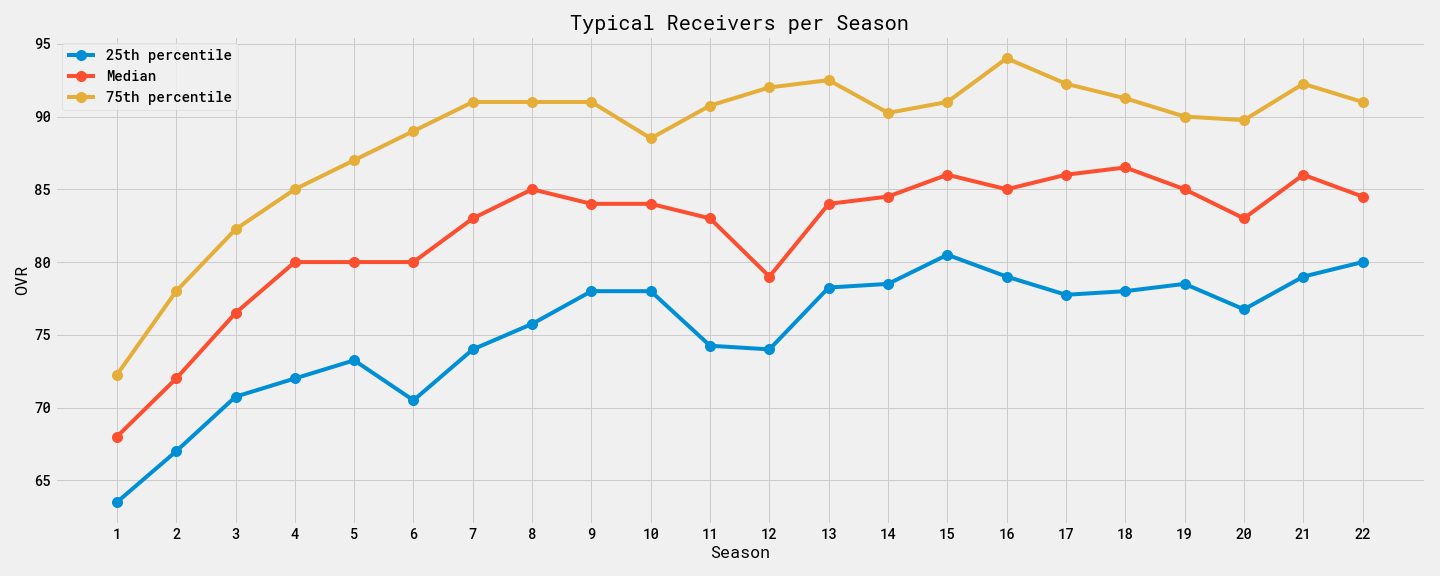 Typical Receivers per Season
25th percentile
Median
75th percentile
OVR
95
90
85
80
75
70
65
1 2 3 4 5 6 7 8 9 10 11 12 13 14 15 16 17 18 19 20 21 22
Season